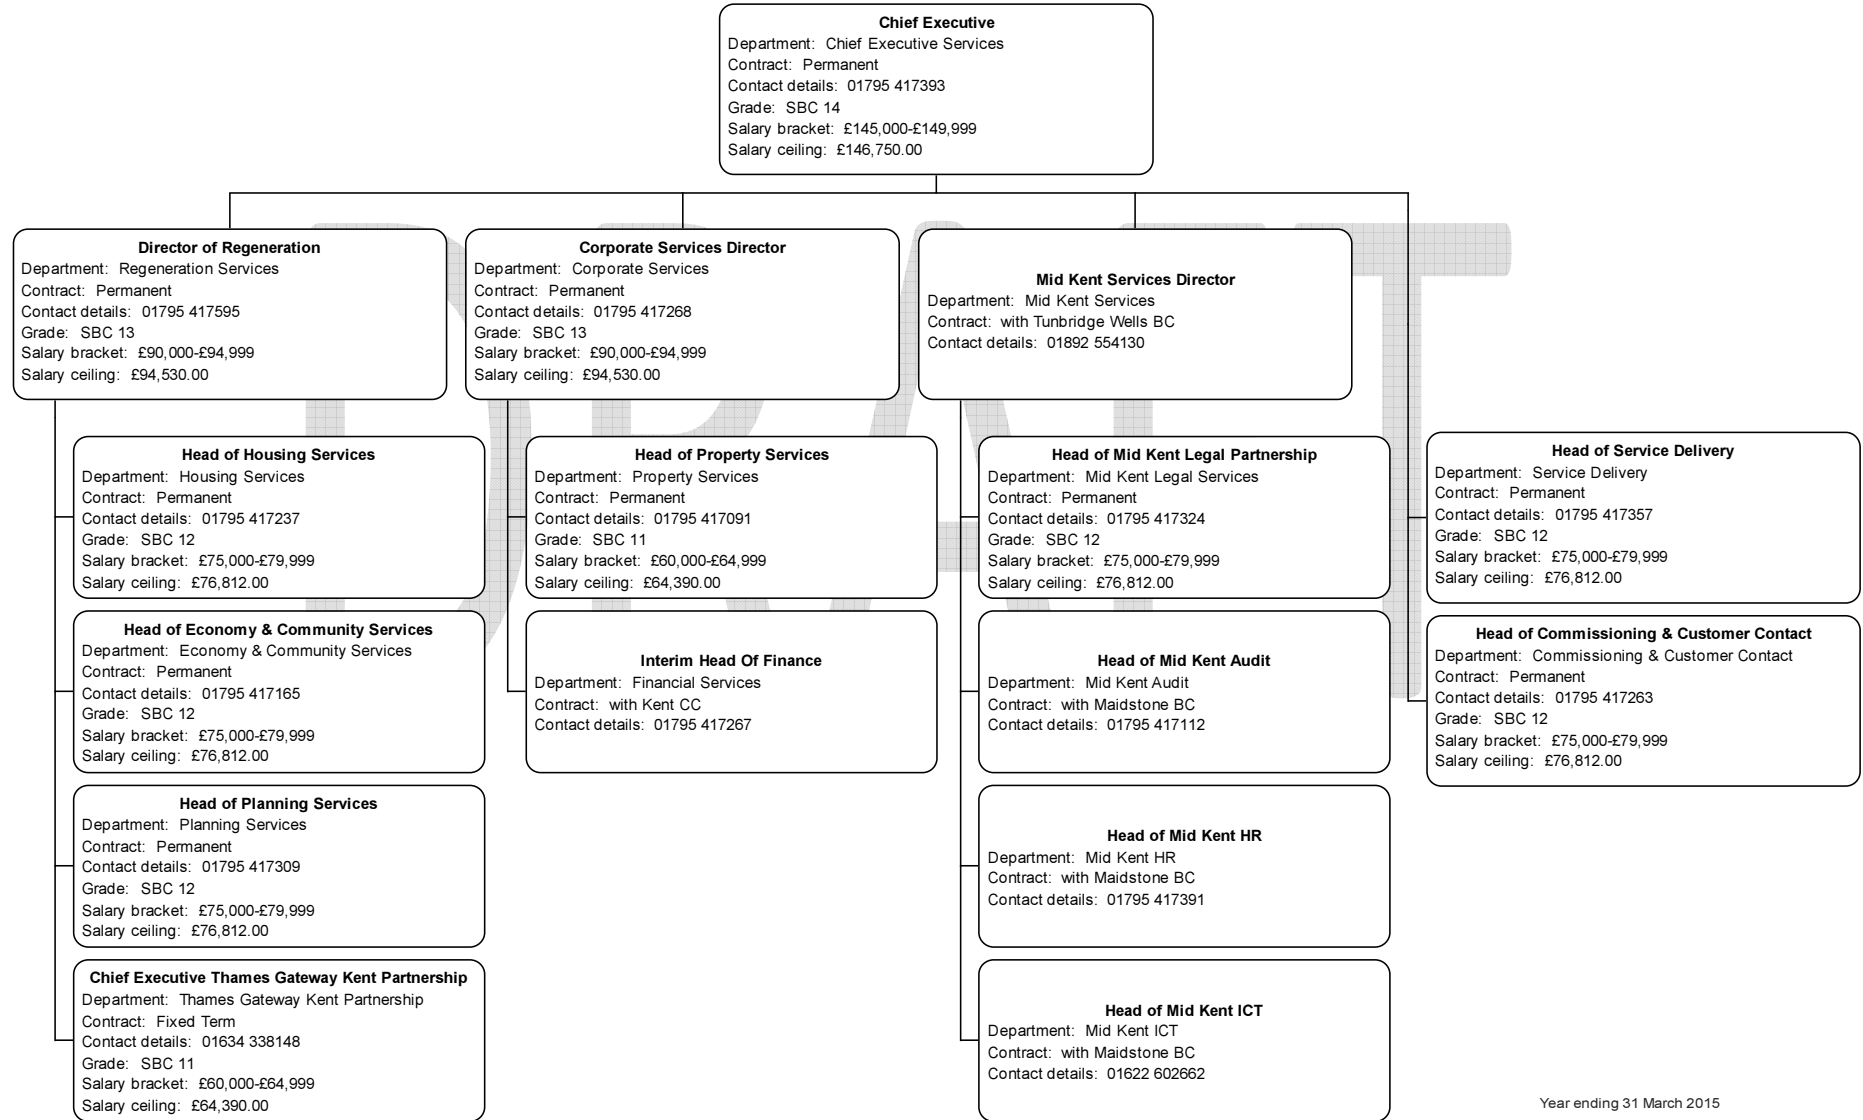 Chief Executive
Department: Chief Executive Services
Contract: Permanent
Contact details: 01795 417393
Grade: SBC 14
Salary bracket: £145,000-£149,999
Salary ceiling: £146,750.00
Director of Regeneration
Department: Regeneration Services
Contract: Permanent
Contact details: 01795 417595
Grade: SBC 13
Salary bracket: £90,000-£94,999
Salary ceiling: £94,530.00
Corporate Services Director
Department: Corporate Services
Contract: Permanent
Contact details: 01795 417268
Grade: SBC 13
Salary bracket: £90,000-£94,999
Salary ceiling: £94,530.00
Mid Kent Services Director
Department: Mid Kent Services
Contract: with Tunbridge Wells BC
Contact details: 01892 554130
DRAFT
Head of Housing Services
Department: Housing Services
Contract: Permanent
Contact details: 01795 417237
Grade: SBC 12
Salary bracket: £75,000-£79,999
Salary ceiling: £76,812.00
Head of Property Services
Department: Property Services
Contract: Permanent
Contact details: 01795 417091
Grade: SBC 11
Salary bracket: £60,000-£64,999
Salary ceiling: £64,390.00
Head of Mid Kent Legal Partnership
Department: Mid Kent Legal Services
Contract: Permanent
Contact details: 01795 417324
Grade: SBC 12
Salary bracket: £75,000-£79,999
Salary ceiling: £76,812.00
Head of Service Delivery
Department: Service Delivery
Contract: Permanent
Contact details: 01795 417357
Grade: SBC 12
Salary bracket: £75,000-£79,999
Salary ceiling: £76,812.00
Head of Economy & Community Services
Department: Economy & Community Services
Contract: Permanent
Contact details: 01795 417165
Grade: SBC 12
Salary bracket: £75,000-£79,999
Salary ceiling: £76,812.00
Interim Head Of Finance
Department: Financial Services
Contract: with Kent CC
Contact details: 01795 417267
Head of Mid Kent Audit
Department: Mid Kent Audit
Contract: with Maidstone BC
Contact details: 01795 417112
Head of Commissioning & Customer Contact
Department: Commissioning & Customer Contact
Contract: Permanent
Contact details: 01795 417263
Grade: SBC 12
Salary bracket: £75,000-£79,999
Salary ceiling: £76,812.00
Head of Planning Services
Department: Planning Services
Contract: Permanent
Contact details: 01795 417309
Grade: SBC 12
Salary bracket: £75,000-£79,999
Salary ceiling: £76,812.00
Head of Mid Kent HR
Department: Mid Kent HR
Contract: with Maidstone BC
Contact details: 01795 417391
Chief Executive Thames Gateway Kent Partnership
Department: Thames Gateway Kent Partnership
Contract: Fixed Term
Contact details: 01634 338148
Grade: SBC 11
Salary bracket: £60,000-£64,999
Salary ceiling: £64,390.00
Head of Mid Kent ICT
Department: Mid Kent ICT
Contract: with Maidstone BC
Contact details: 01622 602662
Year ending 31 March 2015